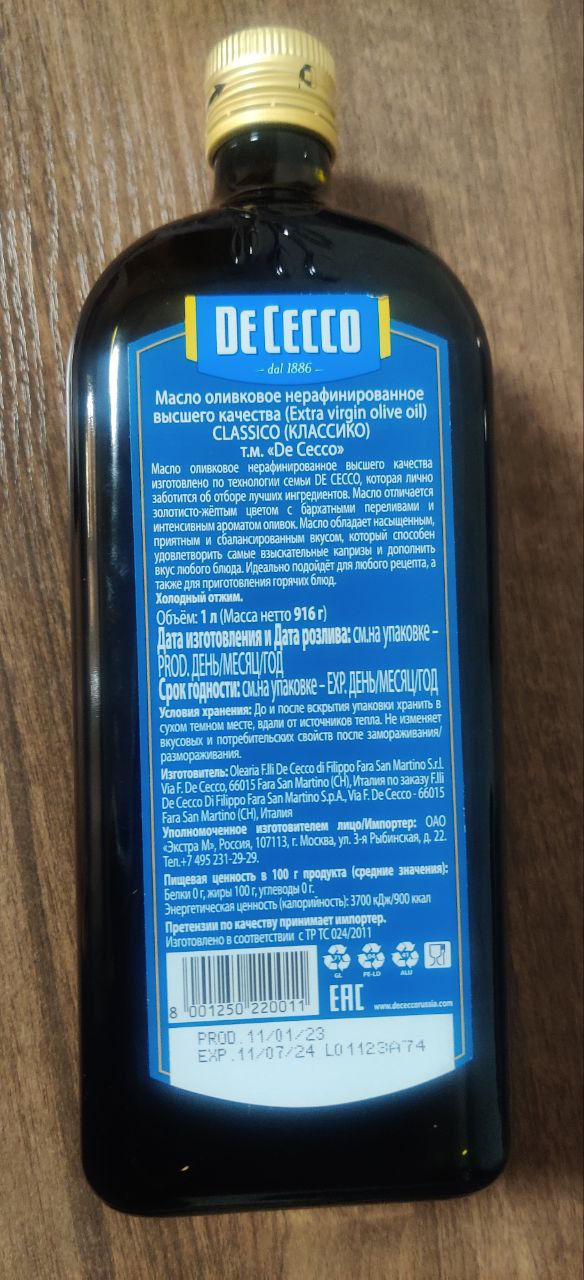 DE CECCO
dal 1886
Масло оливковое нерафинированное
высшего качества (Extra virgin olive oil)
CLASSICO (КЛАССИКО)
т.м. «De Cecco»
Масло оливковое нерафинированное высшего качества
изготовлено по технологии семьи DE CECCO, которая лично
заботится об отборе лучших ингредиентов. Масло отличается
золотисто-жёлтым цветом с бархатными переливами и
интенсивным ароматом оливок. Масло обладает насыщенным,
приятным и сбалансированным вкусом, который способен
удовлетворить самые взыскательные капризы и дополнить
вкус любого блюда. Идеально подойдёт для любого рецепта, а
также для приготовления горячих блюд.
Холодный отжим.
Объём: 1 л (Масса нетто 916 г)
Дата изготовления и Дата розлива: см.на упаковке –
PROD. ДЕНЬ/МЕСЯЦ/ГОД
Срок годности: см.на упаковке – EXP. ДЕНЬ/МЕСЯЦ/ГОД
Условия хранения: До и после вскрытия упаковки хранить в
сухом темном месте, вдали от источников тепла. Не изменяет
вкусовых и потребительских свойств после замораживания/
размораживания.
Изготовитель: Olearia F.lli De Cecco di Filippo Fara San Martino S.r.l.
Via F. De Cecco, 66015 Fara San Martino (CH), Италия по заказу F.lli
De Cecco Di Filippo Fara San Martino S.p.A., Via F. De Cecco - 66015
Fara San Martino (CH), Италия
Уполномоченное изготовителем лицо/Импортер: ОАО
«Экстра М», Россия, 107113, г. Москва, ул. 3-я Рыбинская, д. 22.
Тел.+7 495 231-29-29.
Пищевая ценность в 100 г продукта (средние значения):
Белки 0 г, жиры 100 г, углеводы 0 г.
Энергетическая ценность (калорийность): 3700 кДж/900 ккал
Претензии по качеству принимает импортер.
Изготовлено в соответствии с ТР ТС 024/2011
71 04 41
GL PE-LD ALU
8 001250 220011
EAC www.dececcorussia.com
PROD.11/01/23
EXP.11/07/24 L01123A74